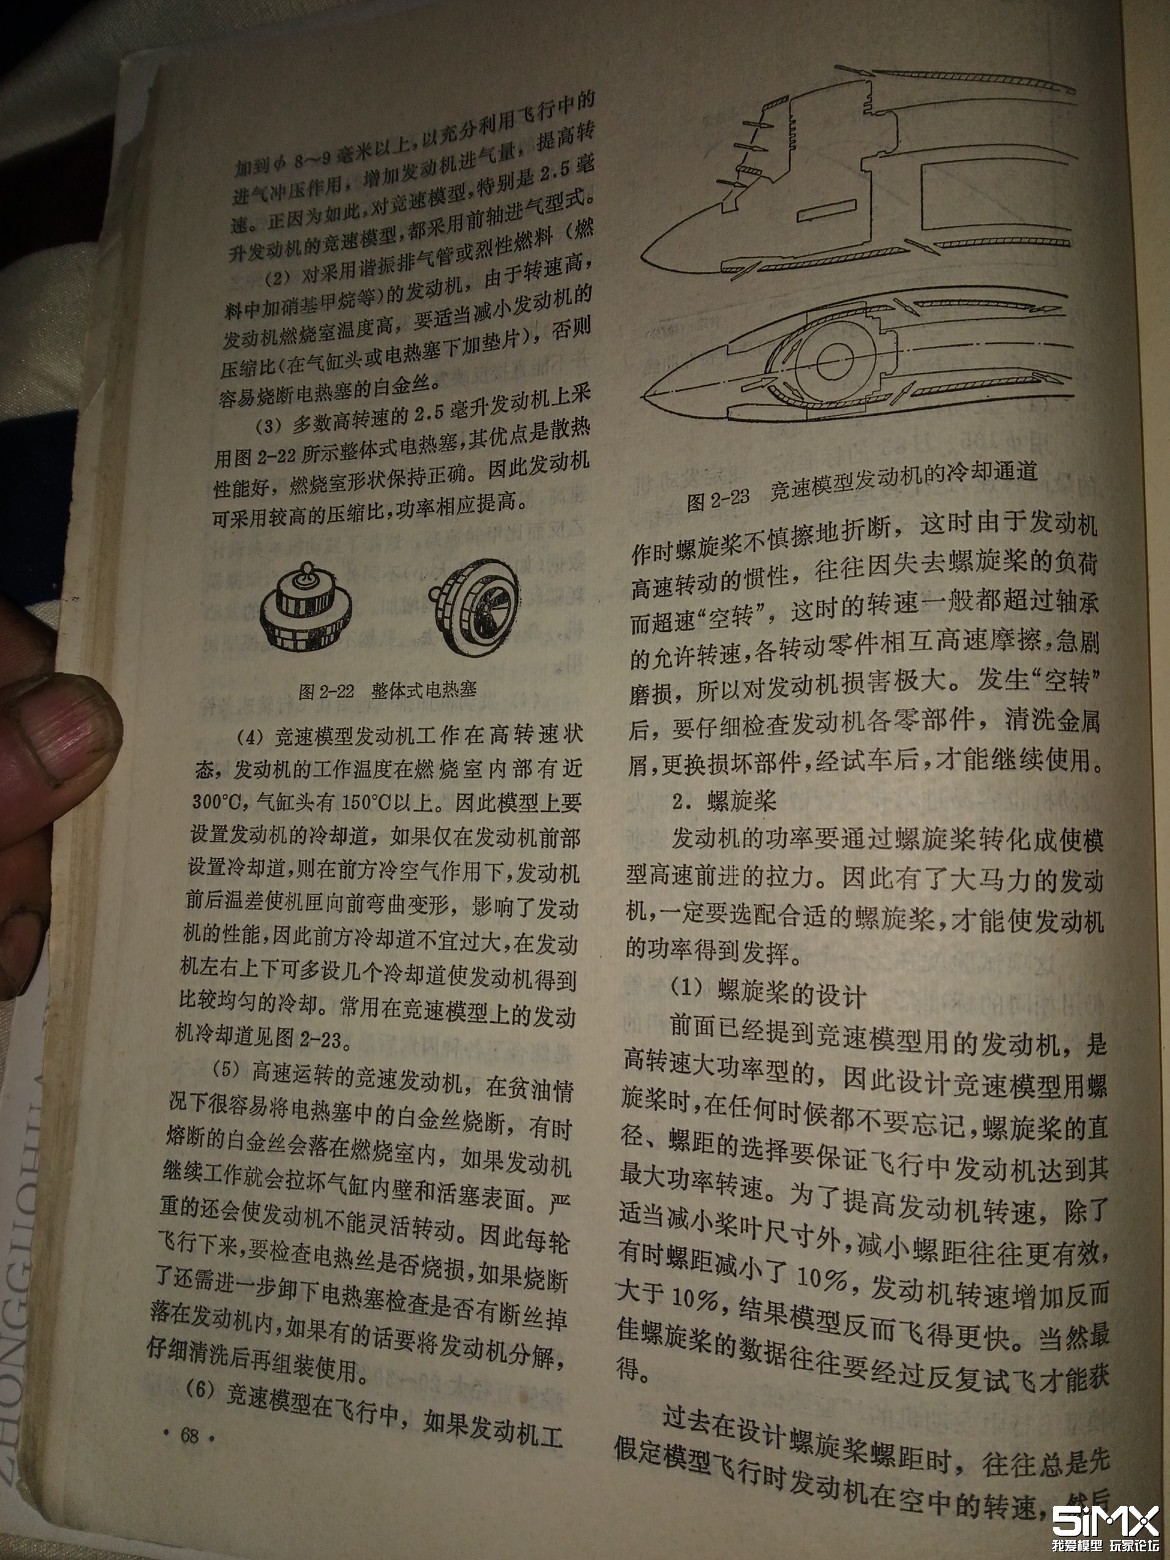 加到φ 8～9毫米以上，以充分利用飞行中的
进气冲压作用，增加发动机进气量，提高转
速。正因为如此，对竞速模型，特别是2.5毫
升发动机的竞速模型，都采用前轴进气型式。
(2) 对采用谐振排气管或烈性燃料（燃
料中加硝基甲烷等）的发动机，由于转速高，
发动机燃烧室温度高，要适当减小发动机的
压缩比（在气缸头或电热塞下加垫片），否则
容易烧断电热塞的白金丝。
(3) 多数高转速的2.5毫升发动机上采
用图2-22所示整体式电热塞，其优点是散热
性能好，燃烧室形状保持正确。因此发动机
可采用较高的压缩比，功率相应提高。
图2-22 整体式电热塞
(4) 竞速模型发动机工作在高转速状
态，发动机的工作温度在燃烧室内部有近
300℃，气缸头有150℃以上。因此模型上要
设置发动机的冷却道，如果仅在发动机前部
设置冷却道，则在前方冷空气作用下，发动机
前后温差使机匣向前弯曲变形，影响了发动
机的性能，因此前方冷却道不宜过大，在发动
机左右上下可多设几个冷却道使发动机得到
比较均匀的冷却。常用在竞速模型上的发动
机冷却道见图2-23。
(5) 高速运转的竞速发动机，在贫油情
况下很容易将电热塞中的白金丝烧断，有时
熔断的白金丝会落在燃烧室内，如果发动机
继续工作就会拉坏气缸内壁和活塞表面。严
重的还会使发动机不能灵活转动。因此每轮
飞行下来，要检查电热丝是否烧损，如果烧断
了还需进一步卸下电热塞检查是否有断丝掉
落在发动机内，如果有的话要将发动机分解，
仔细清洗后再组装使用。
(6) 竞速模型在飞行中，如果发动机工
·68·
图2-23 竞速模型发动机的冷却通道
作时螺旋桨不慎擦地折断，这时由于发动机
高速转动的惯性，往往因失去螺旋桨的负荷
而超速“空转”，这时的转速一般都超过轴承
的允许转速，各转动零件相互高速摩擦，急剧
磨损，所以对发动机损害极大。发生“空转”
后，要仔细检查发动机各零部件，清洗金属
屑，更换损坏部件，经试车后，才能继续使用。
2. 螺旋桨
发动机的功率要通过螺旋桨转化成使模
型高速前进的拉力。因此有了大马力的发动
机，一定要选配合适的螺旋桨，才能使发动机
的功率得到发挥。
(1) 螺旋桨的设计
前面已经提到竞速模型用的发动机，是
高转速大功率型的，因此设计竞速模型用螺
旋桨时，在任何时候都不要忘记，螺旋桨的直
径、螺距的选择要保证飞行中发动机达到其
最大功率转速。为了提高发动机转速，除了
适当减小桨叶尺寸外，减小螺距往往更有效，
有时螺距减小了10%，发动机转速增加反而
大于10%，结果模型反而飞得更快。当然最
佳螺旋桨的数据往往要经过反复试飞才能获
得。
过去在设计螺旋桨螺距时，往往总是先
假定模型飞行时发动机在空中的转速，然后
ZHONGGUOHUA
5iMX
我爱模型 玩家论坛